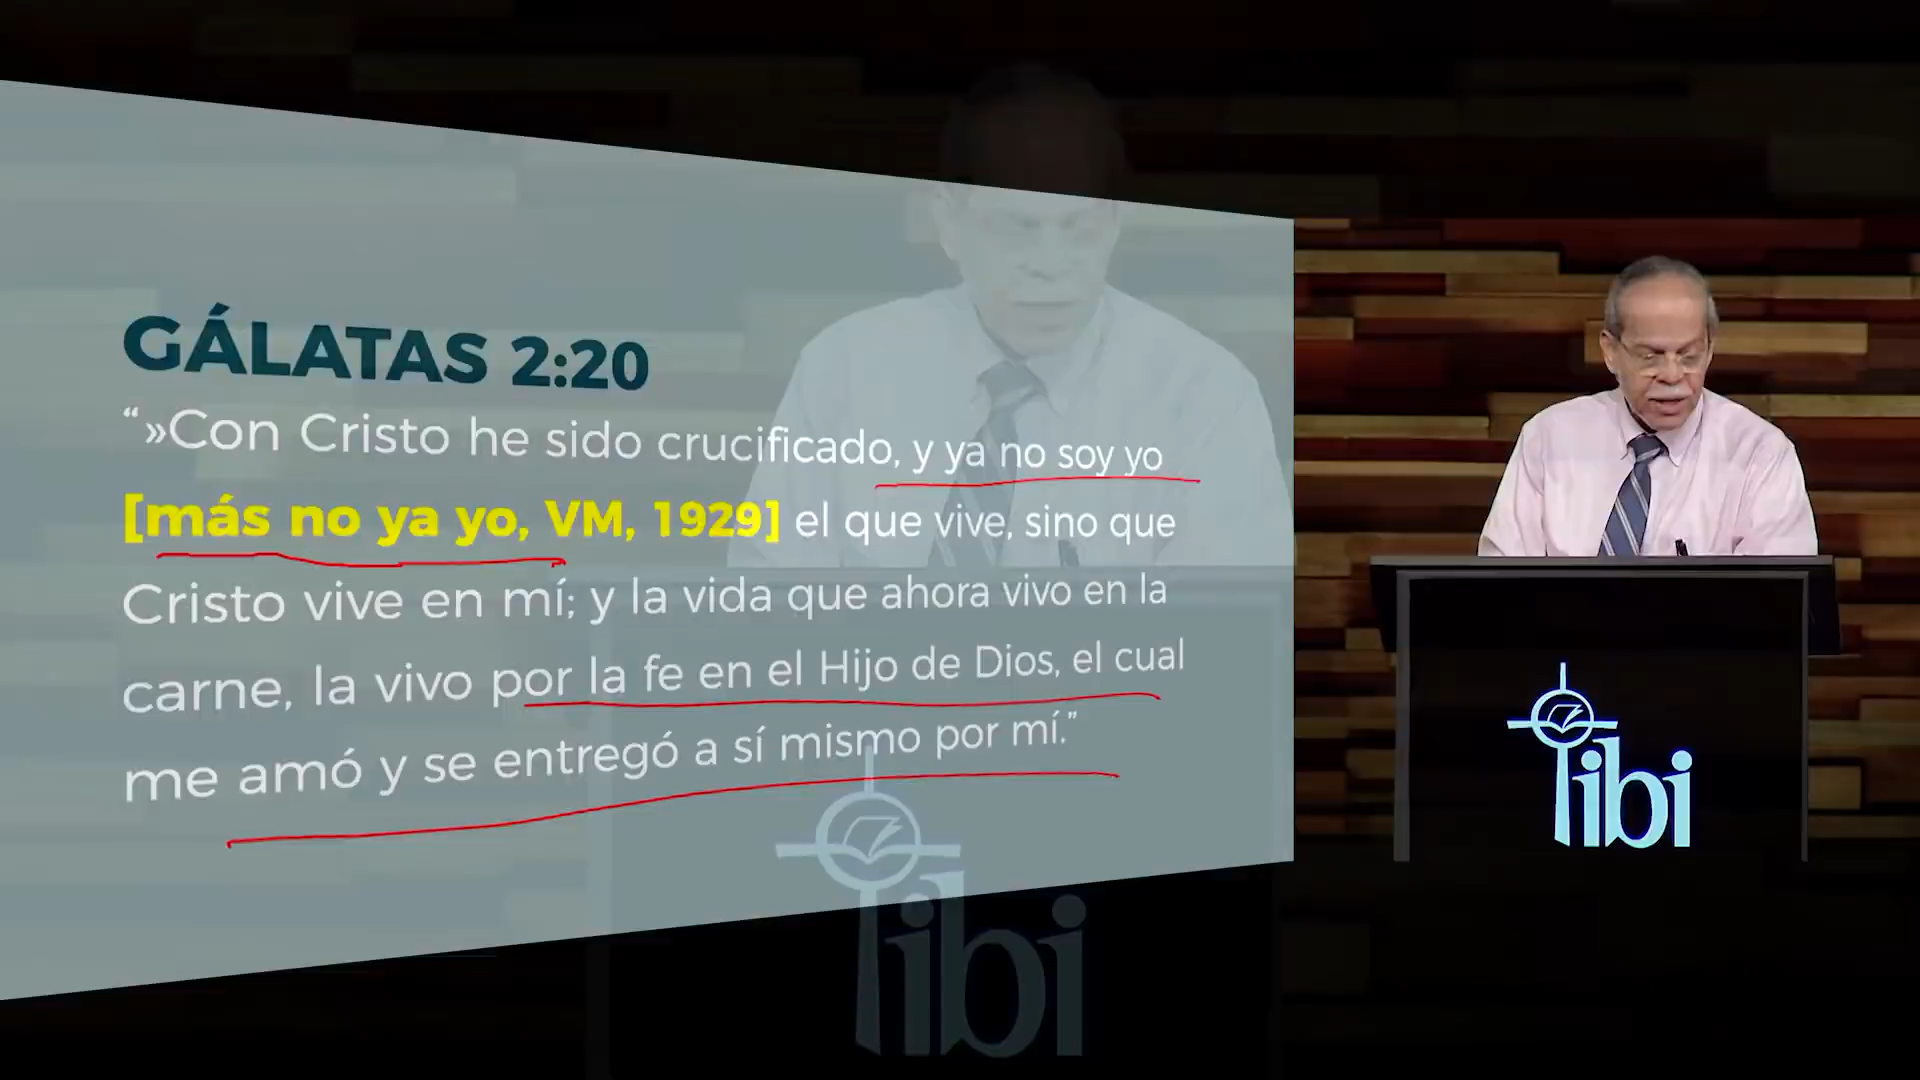 GÁLATAS 2:20
“»Con Cristo he sido crucificado, y ya no soy yo
[más no ya yo, VM, 1929] el que vive, sino que
Cristo vive en mí; y la vida que ahora vivo en la
carne, la vivo por la fe en el Hijo de Dios, el cual
me amó y se entregó a sí mismo por mí.”
ibi
ibi